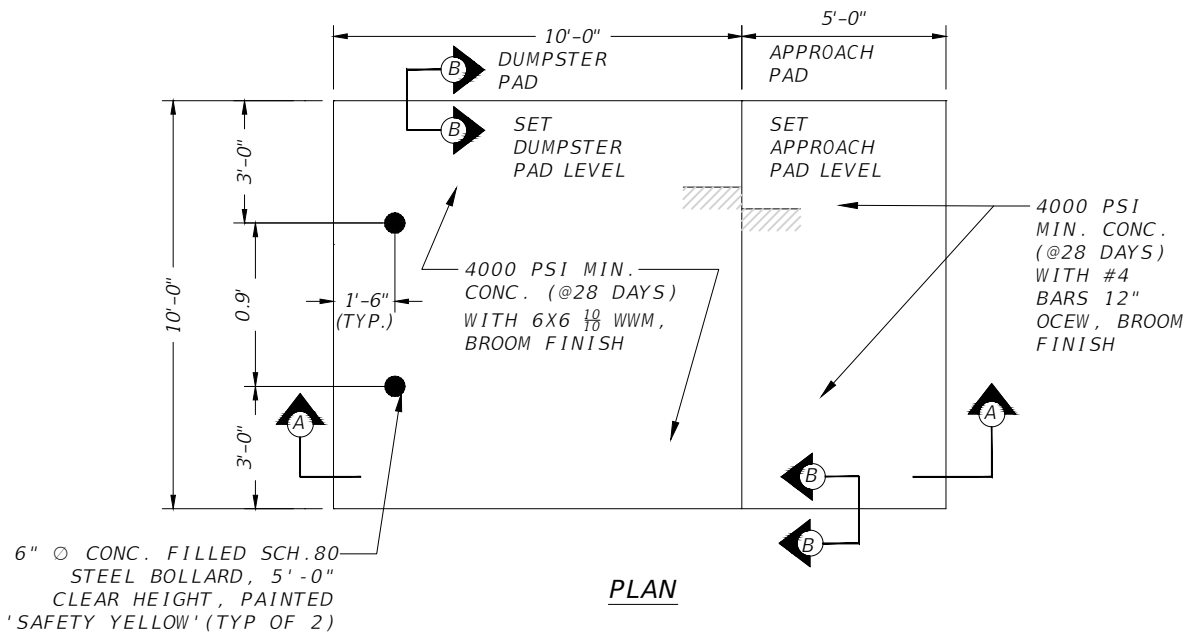 5'-0"
10'-0"
DUMPSTER
PAD
APPROACH
PAD
B
B
SET
DUMPSTER
PAD LEVEL
SET
APPROACH
PAD LEVEL
3'-0"
10'-0"
0.9'
3'-0"
1'-6"
(TYP.)
4000 PSI MIN.
CONC. (@28 DAYS)
WITH 6X6 10/10 WWM,
BROOM FINISH
4000 PSI
MIN. CONC.
(@28 DAYS)
WITH #4
BARS 12"
OCEW, BROOM
FINISH
A
A
B
B
6" ∅ CONC. FILLED SCH.80
STEEL BOLLARD, 5'-0"
CLEAR HEIGHT, PAINTED
'SAFETY YELLOW'(TYP OF 2)
PLAN